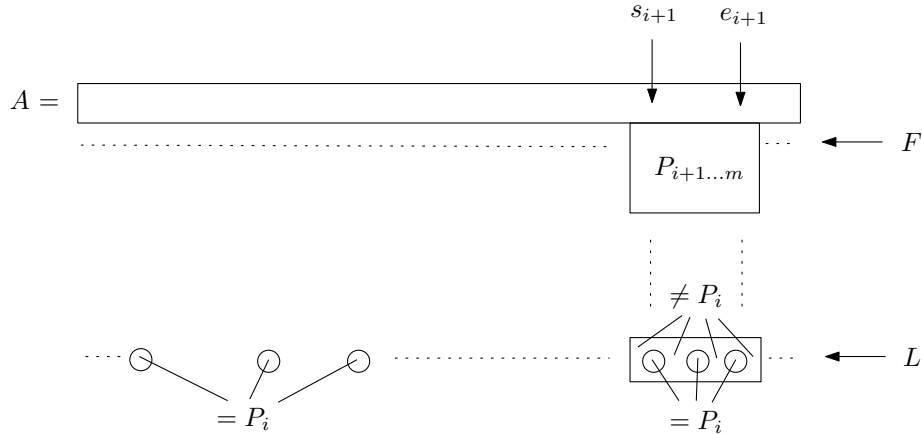 s_{i+1} e_{i+1}
A =
F
P_{i+1...m}
≠ P_i
L
= P_i = P_i